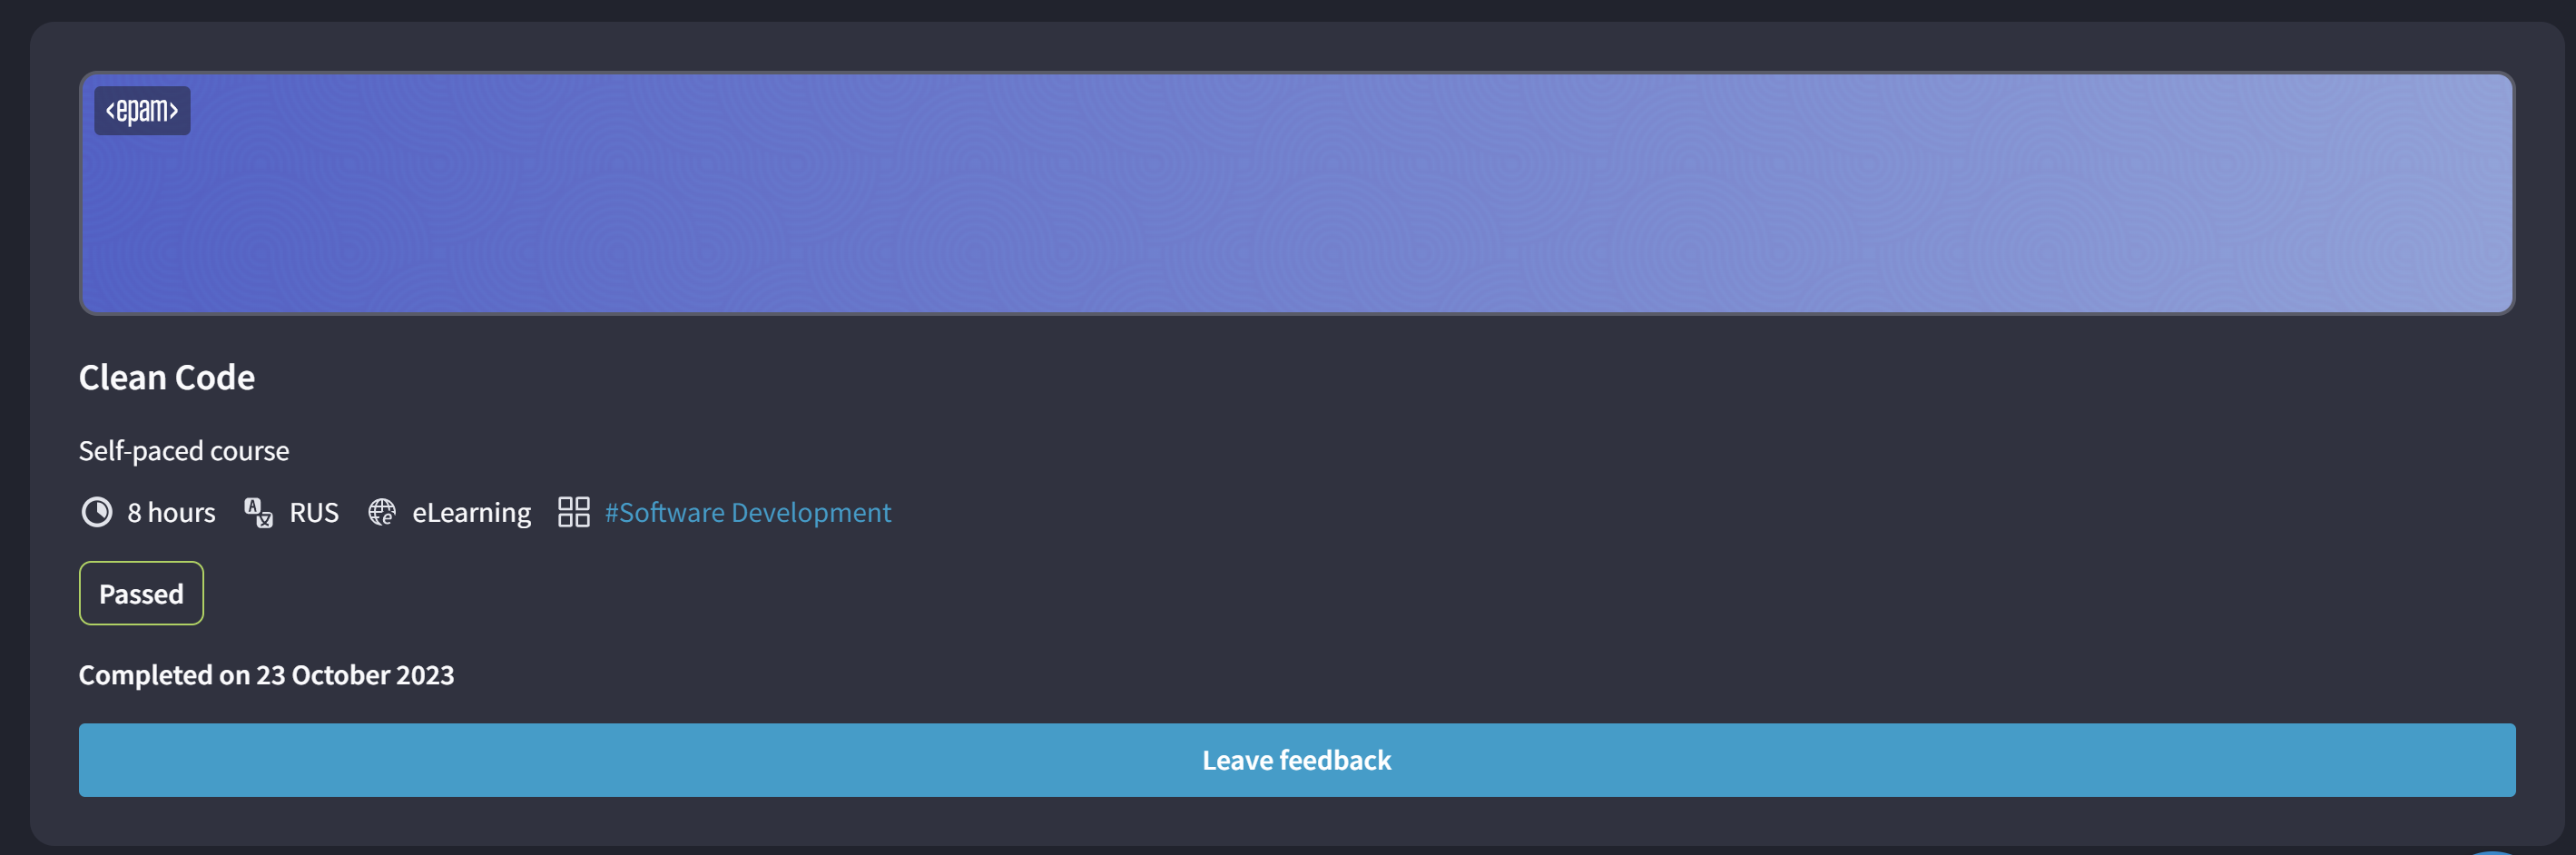 <epam>
Clean Code
Self-paced course
8 hours RUS eLearning #Software Development
Passed
Completed on 23 October 2023
Leave feedback